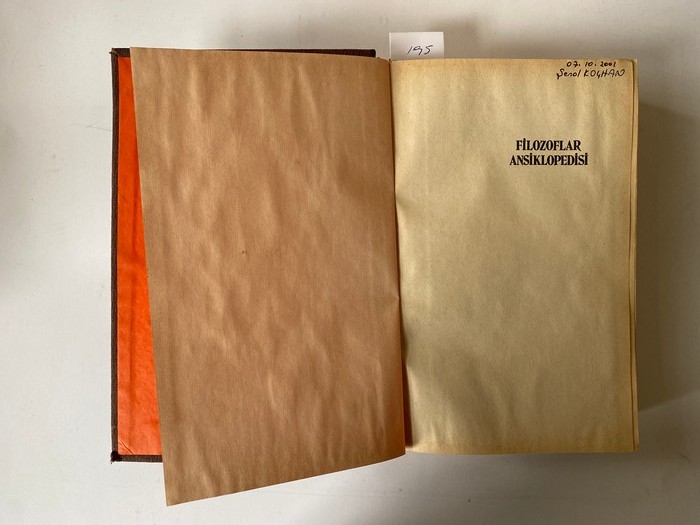 195
07.10.2001
Şenol KOÇHAN
FİLOZOFLAR
ANSİKLOPEDİSİ